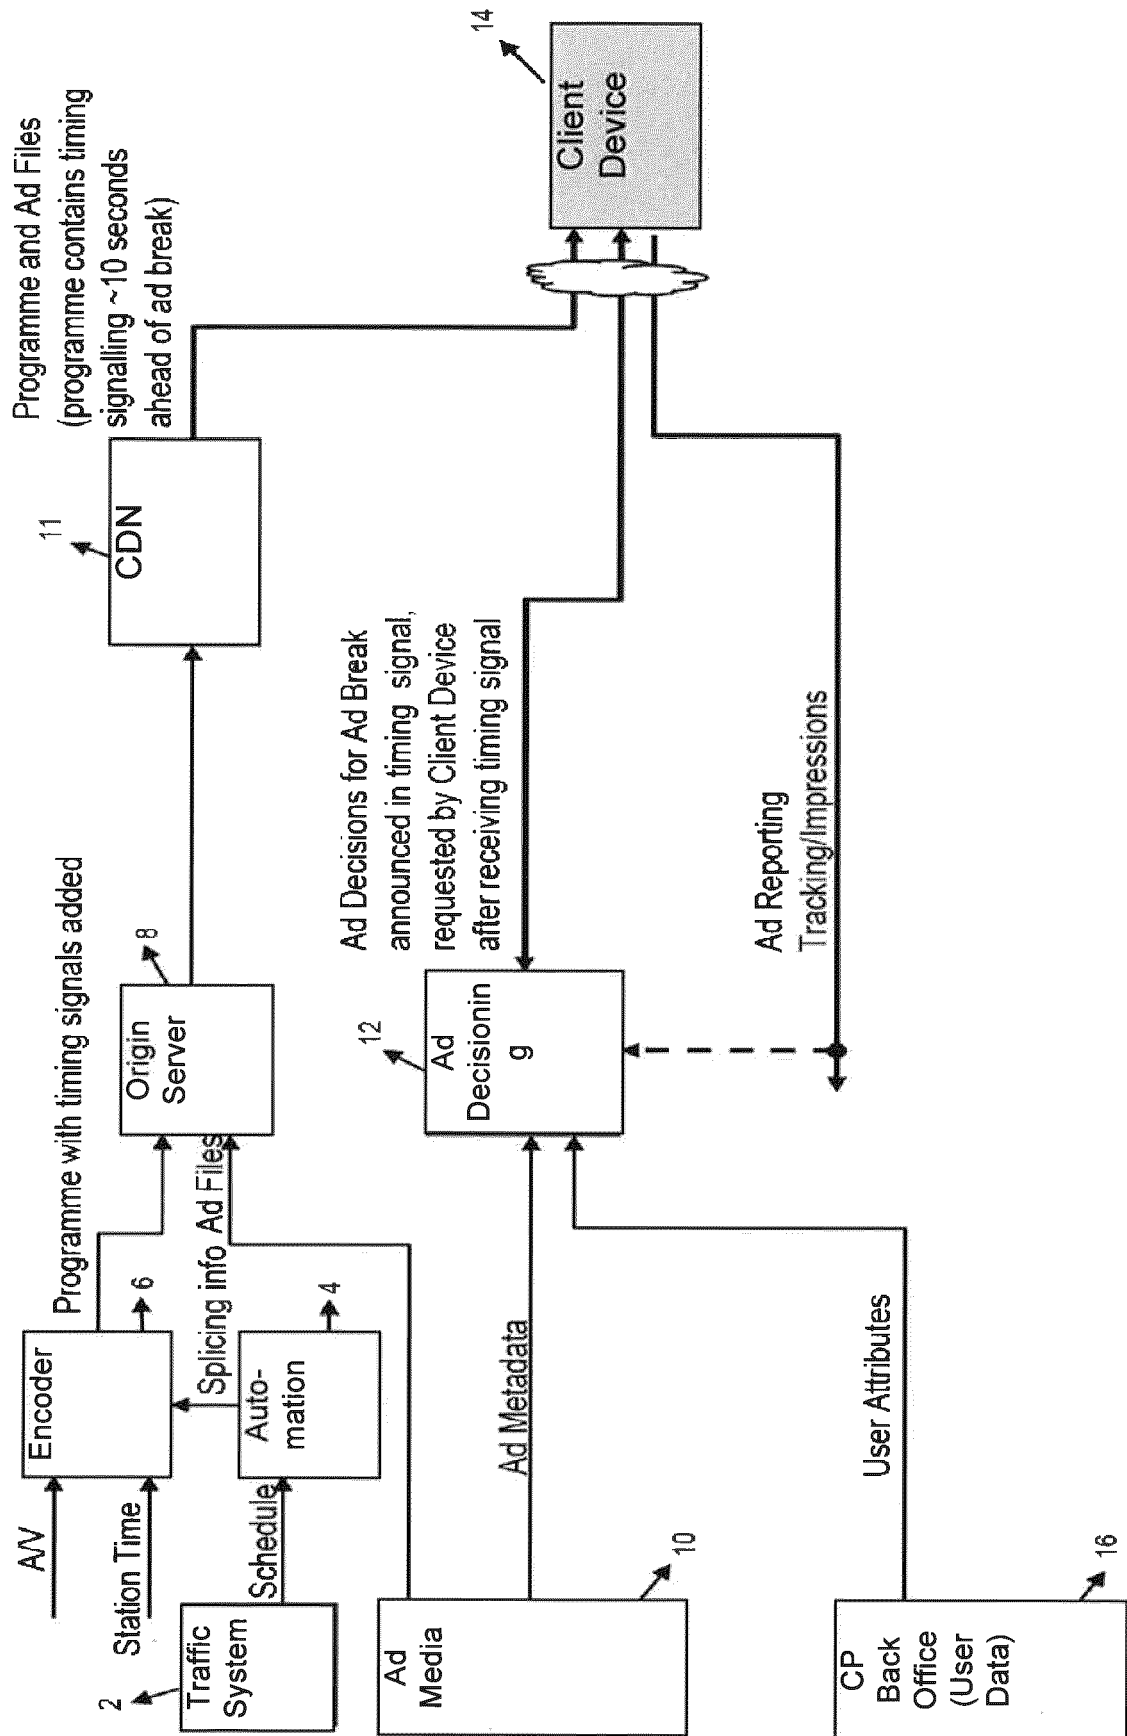 A/V
Station Time
Encoder
6
Programme with timing signals added
2
Traffic
System
Schedule
Auto-
mation
4
Splicing info
Ad Files
Origin
Server
8
CDN
11
Programme and Ad Files
(programme contains timing
signalling ~10 seconds
ahead of ad break)
Ad
Media
10
Ad Metadata
12
Ad
Decisionin
g
Ad Decisions for Ad Break
announced in timing signal,
requested by Client Device
after receiving timing signal
Client
Device
14
CP
Back
Office
(User
Data)
16
User Attributes
Ad Reporting
Tracking/Impressions